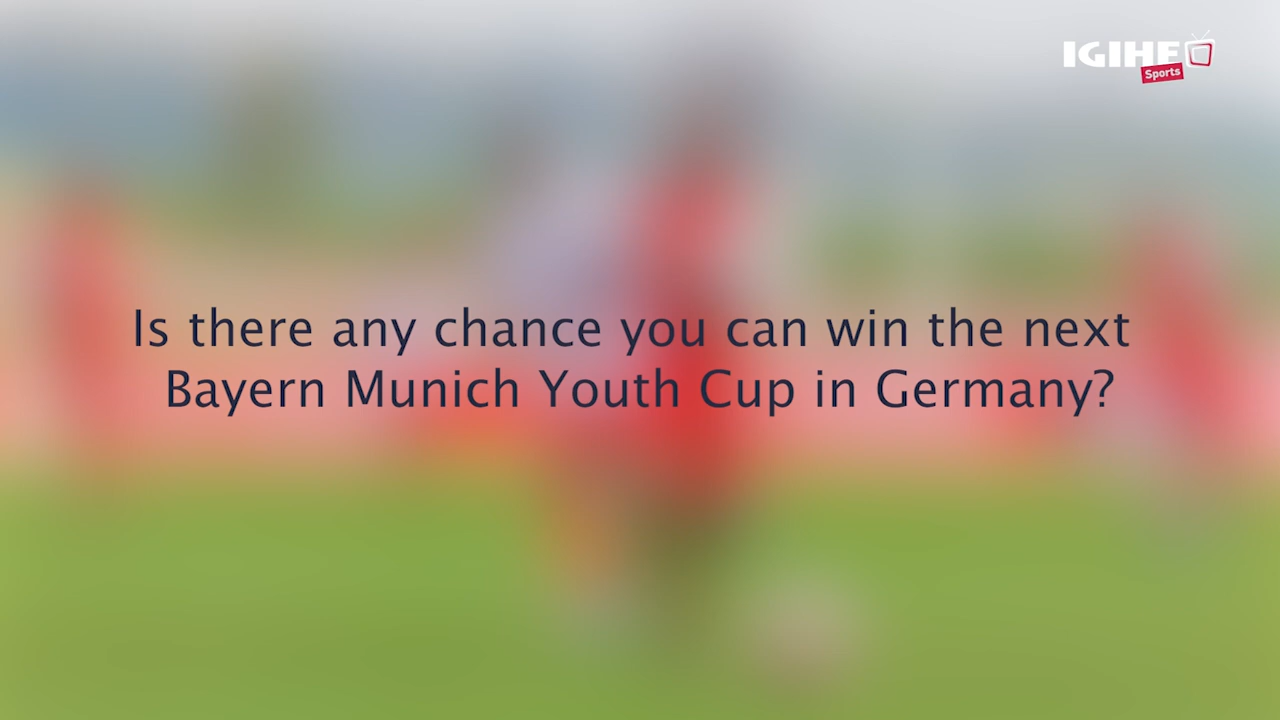 IGIHE
Sports
Is there any chance you can win the next
Bayern Munich Youth Cup in Germany?